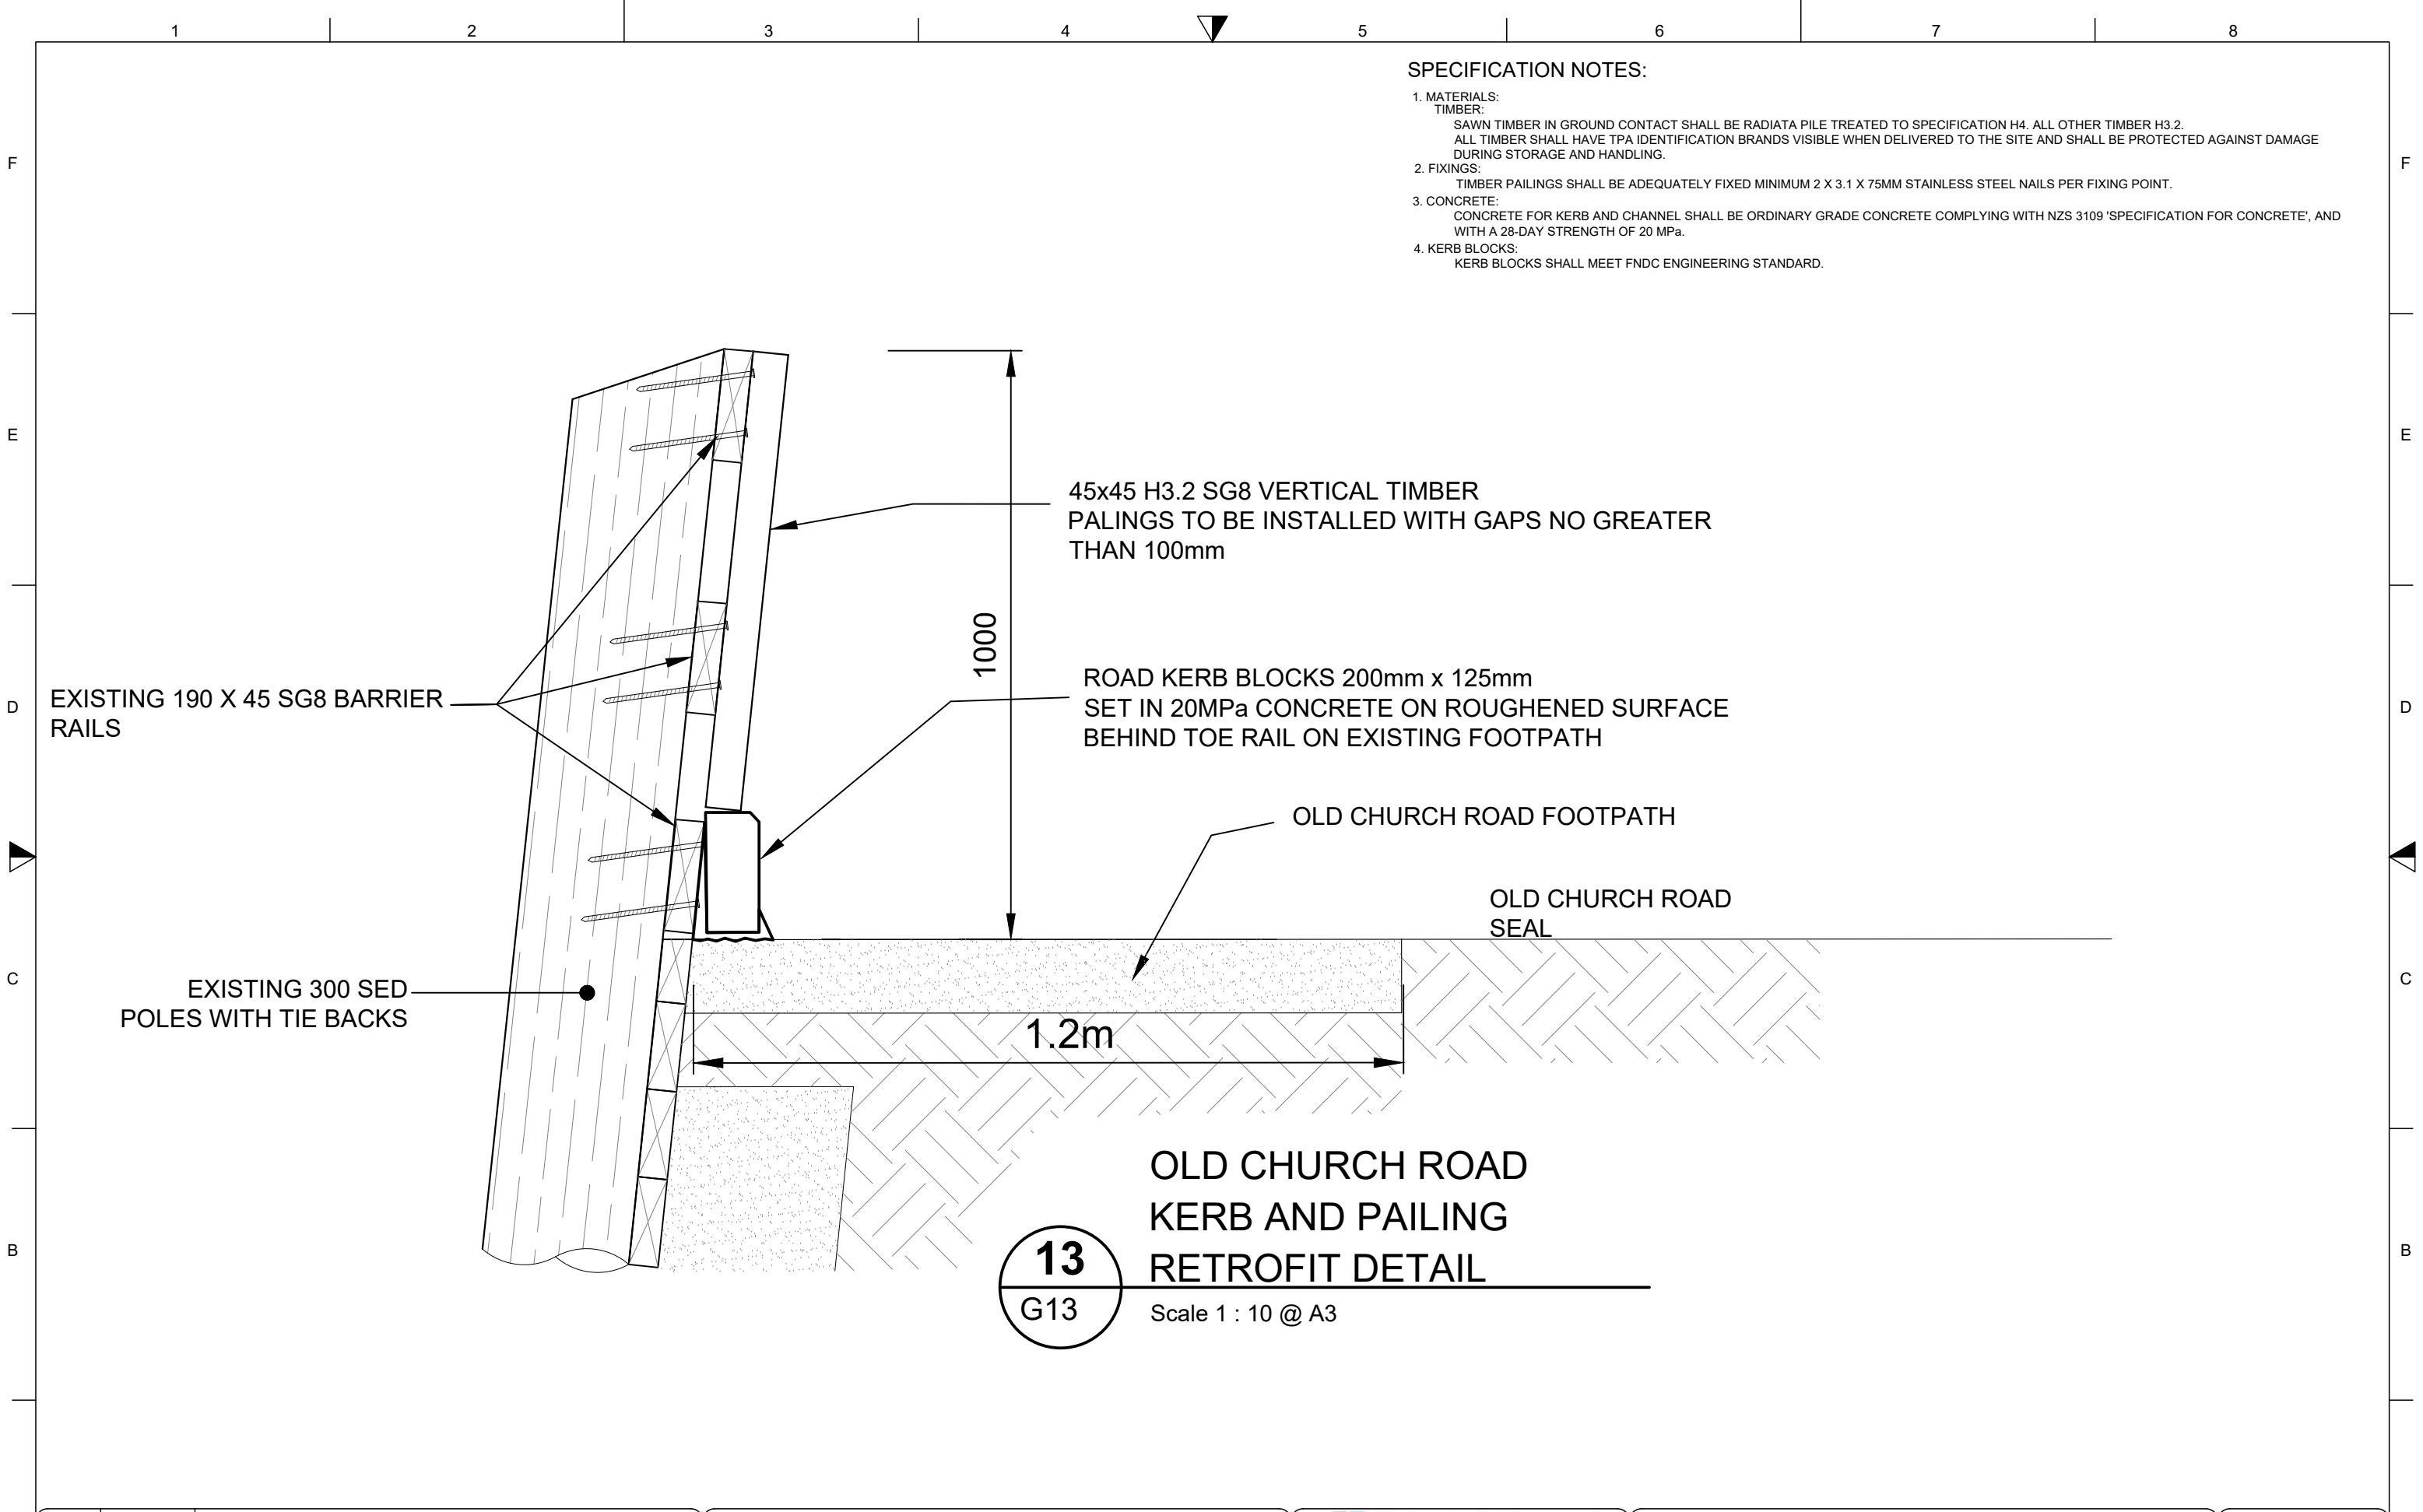 1 2 3 4 5 6 7 8
SPECIFICATION NOTES:
1. MATERIALS:
TIMBER:
SAWN TIMBER IN GROUND CONTACT SHALL BE RADIATA PILE TREATED TO SPECIFICATION H4. ALL OTHER TIMBER H3.2.
ALL TIMBER SHALL HAVE TPA IDENTIFICATION BRANDS VISIBLE WHEN DELIVERED TO THE SITE AND SHALL BE PROTECTED AGAINST DAMAGE
DURING STORAGE AND HANDLING.
2. FIXINGS:
TIMBER PAILINGS SHALL BE ADEQUATELY FIXED MINIMUM 2 X 3.1 X 75MM STAINLESS STEEL NAILS PER FIXING POINT.
3. CONCRETE:
CONCRETE FOR KERB AND CHANNEL SHALL BE ORDINARY GRADE CONCRETE COMPLYING WITH NZS 3109 'SPECIFICATION FOR CONCRETE', AND
WITH A 28-DAY STRENGTH OF 20 MPa.
4. KERB BLOCKS:
KERB BLOCKS SHALL MEET FNDC ENGINEERING STANDARD.
F F
E E
45x45 H3.2 SG8 VERTICAL TIMBER
PALINGS TO BE INSTALLED WITH GAPS NO GREATER
THAN 100mm
1000
ROAD KERB BLOCKS 200mm x 125mm
SET IN 20MPa CONCRETE ON ROUGHENED SURFACE
BEHIND TOE RAIL ON EXISTING FOOTPATH
EXISTING 190 X 45 SG8 BARRIER
RAILS
D D
OLD CHURCH ROAD FOOTPATH
OLD CHURCH ROAD
SEAL
C C
EXISTING 300 SED
POLES WITH TIE BACKS
1.2m
OLD CHURCH ROAD
KERB AND PAILING
RETROFIT DETAIL
13
G13
Scale 1 : 10 @ A3
B B